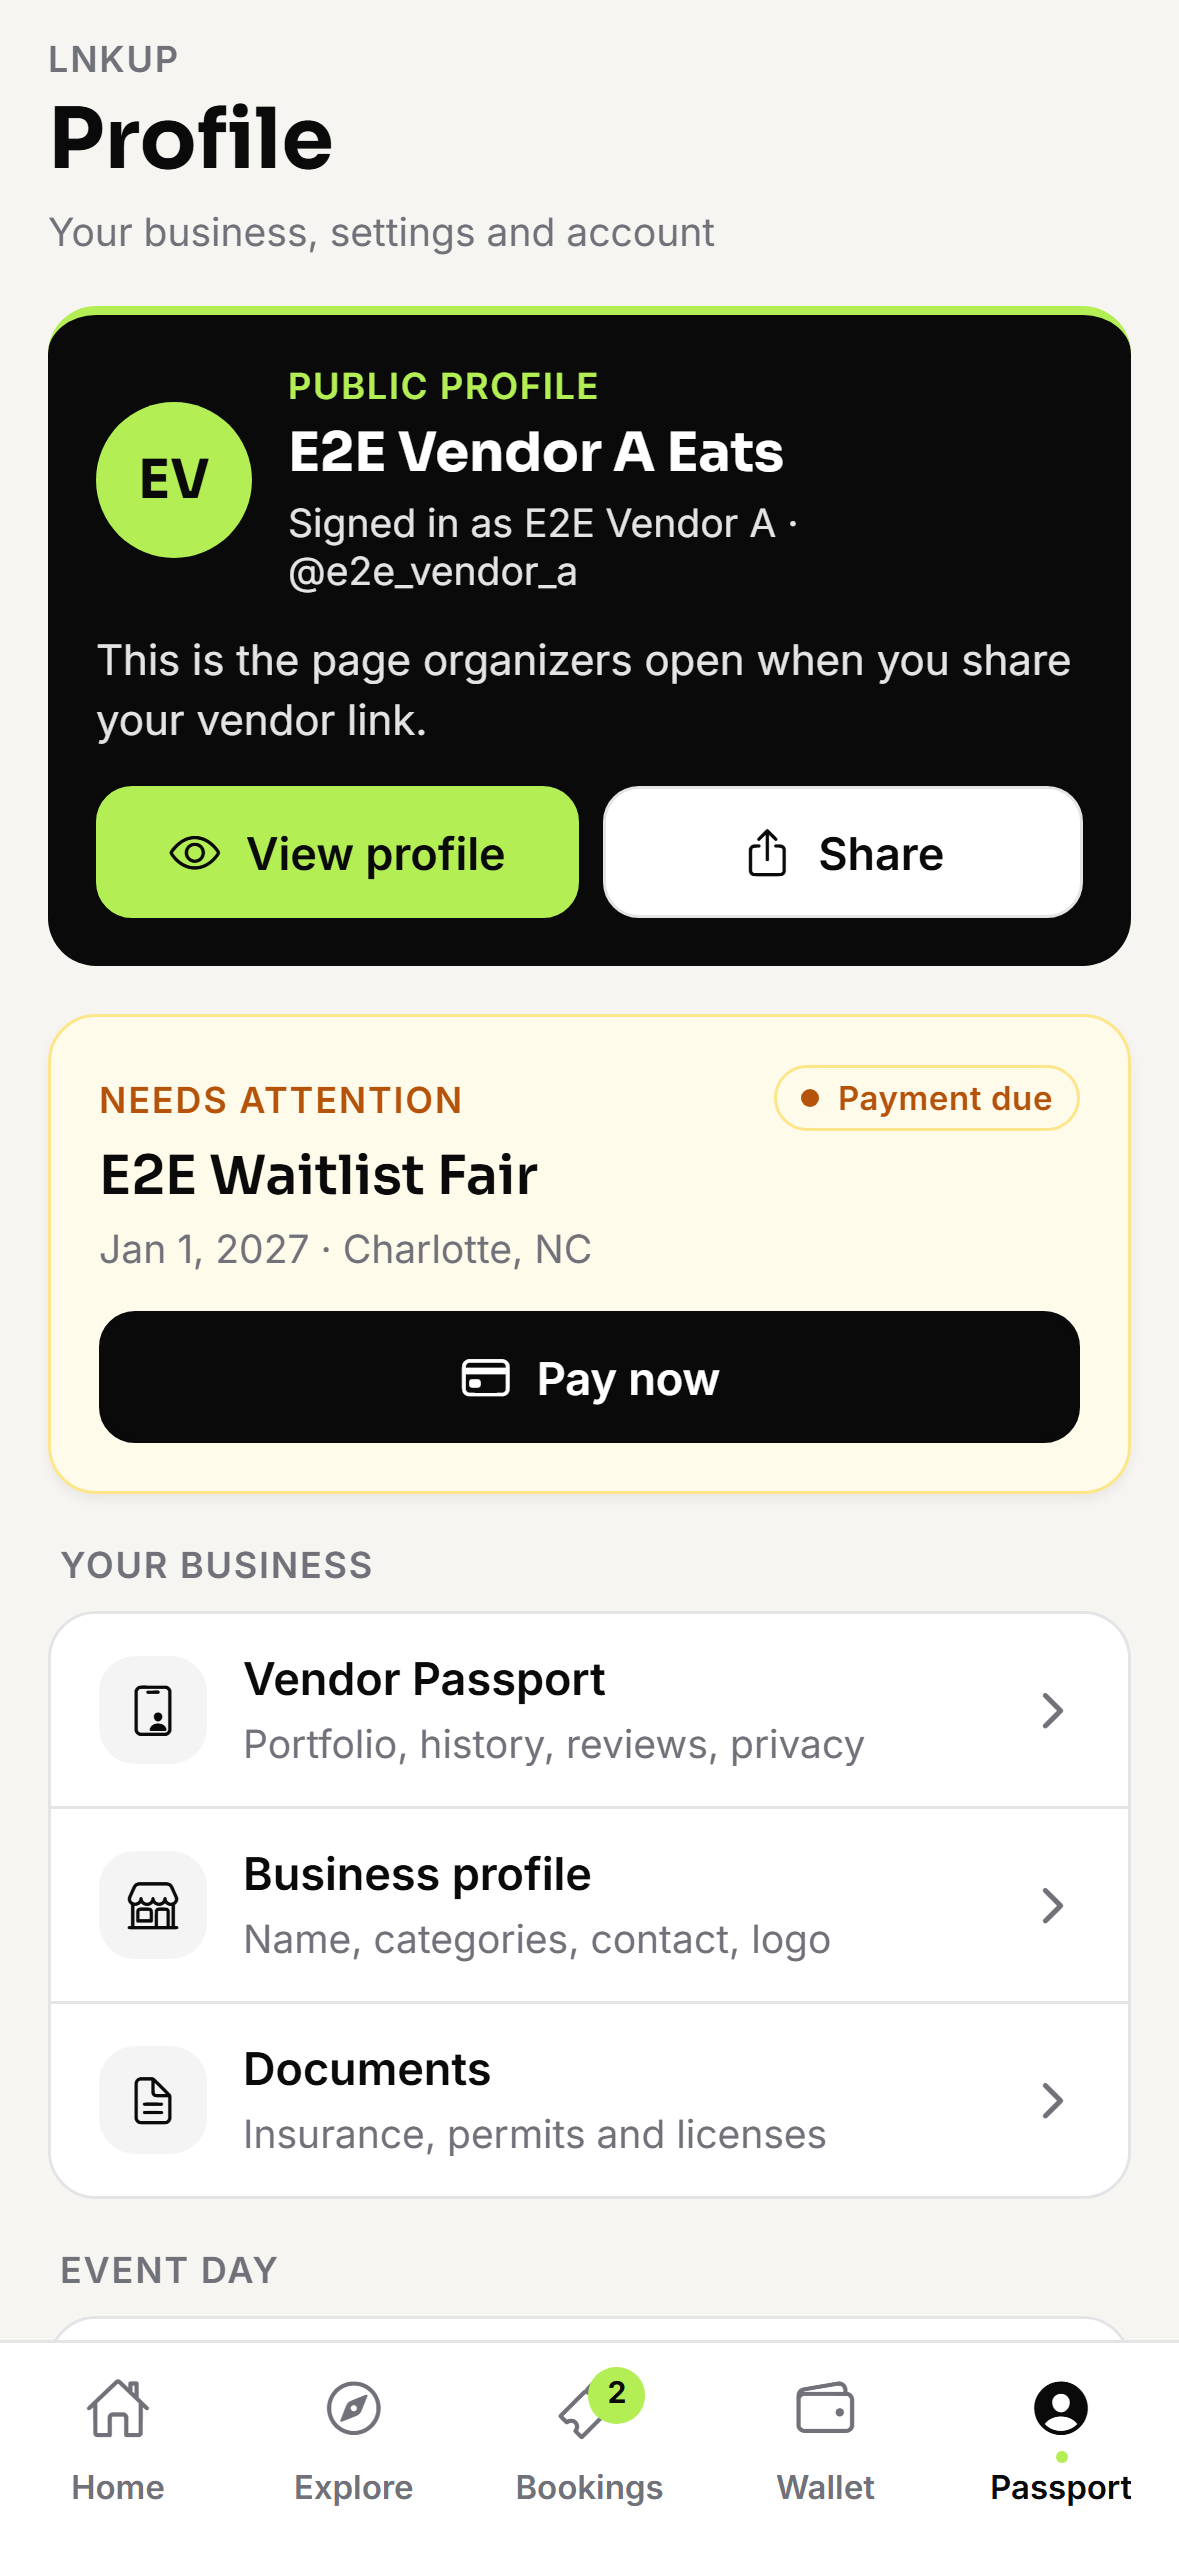 LNKUP
Profile
Your business, settings and account
EV
PUBLIC PROFILE
E2E Vendor A Eats
Signed in as E2E Vendor A ·
@e2e_vendor_a
This is the page organizers open when you share
your vendor link.
View profile
Share
NEEDS ATTENTION
Payment due
E2E Waitlist Fair
Jan 1, 2027 · Charlotte, NC
Pay now
YOUR BUSINESS
Vendor Passport
Portfolio, history, reviews, privacy
Business profile
Name, categories, contact, logo
Documents
Insurance, permits and licenses
EVENT DAY
2
Home
Explore
Bookings
Wallet
Passport